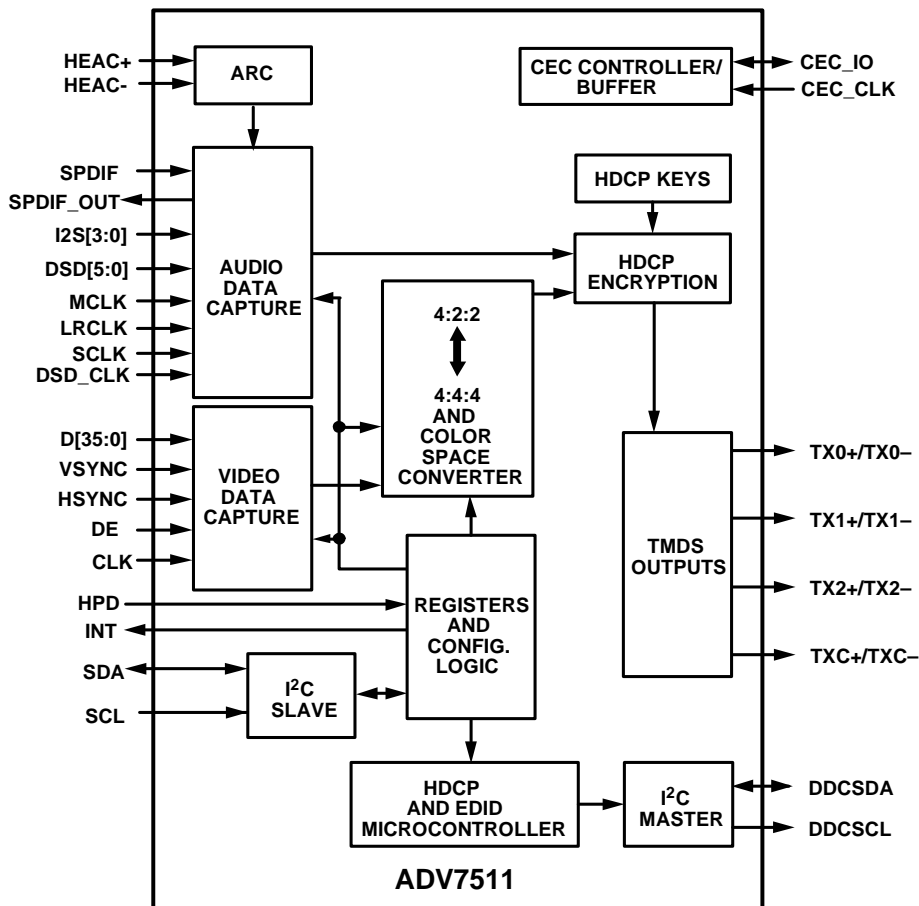 HEAC+
HEAC-
ARC
CEC CONTROLLER/
BUFFER
CEC_IO
CEC_CLK
SPDIF
SPDIF_OUT
I2S[3:0]
DSD[5:0]
MCLK
LRCLK
SCLK
DSD_CLK
AUDIO
DATA
CAPTURE
HDCP KEYS
HDCP
ENCRYPTION
4:2:2
4:4:4
AND
COLOR
SPACE
CONVERTER
D[35:0]
VSYNC
HSYNC
DE
CLK
VIDEO
DATA
CAPTURE
TMDS
OUTPUTS
TX0+/TX0–
TX1+/TX1–
TX2+/TX2–
TXC+/TXC–
HPD
INT
SDA
SCL
I²C
SLAVE
REGISTERS
AND
CONFIG.
LOGIC
HDCP
AND EDID
MICROCONTROLLER
I²C
MASTER
DDCSDA
DDCSCL
ADV7511